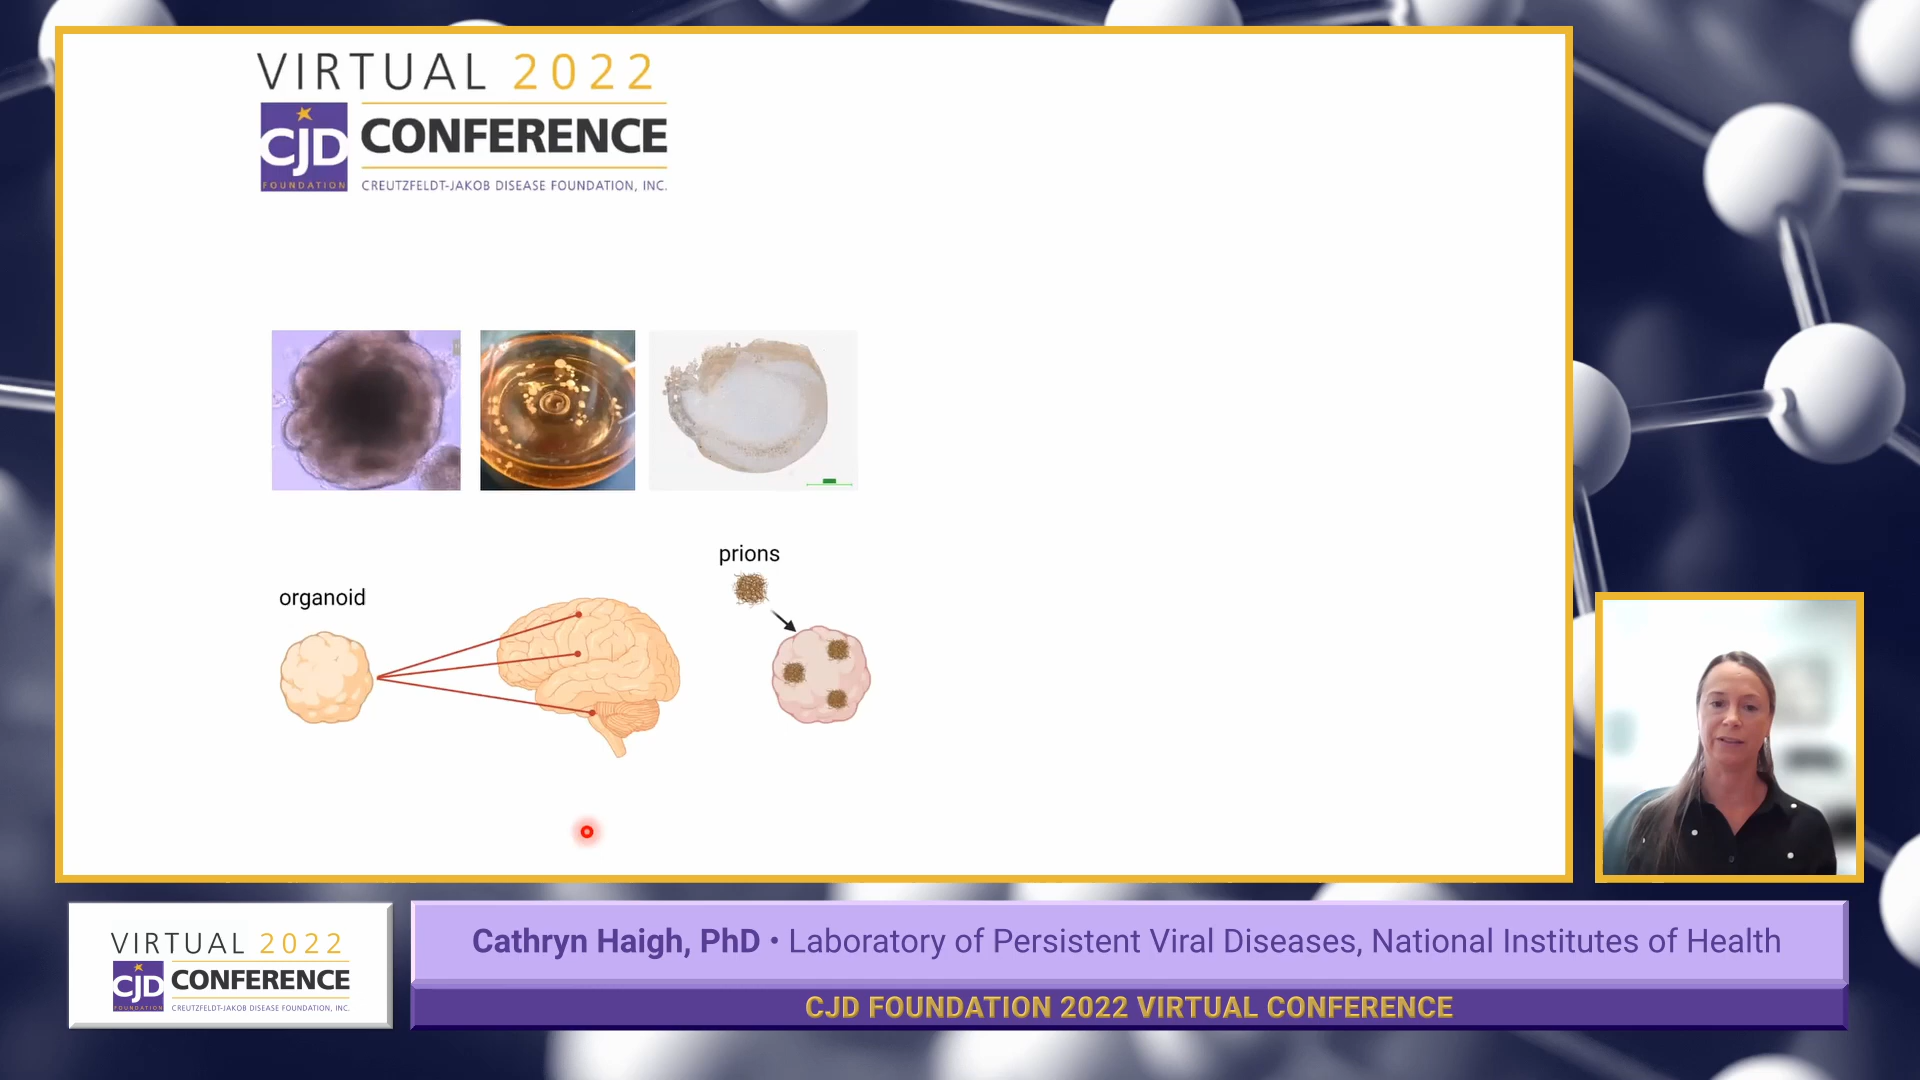 VIRTUAL 2022
CJD
FOUNDATION
CONFERENCE
CREUTZFELDT-JAKOB DISEASE FOUNDATION, INC.
prions
organoid
VIRTUAL 2022
CJD
FOUNDATION
CONFERENCE
CREUTZFELDT-JAKOB DISEASE FOUNDATION, INC.
Cathryn Haigh, PhD • Laboratory of Persistent Viral Diseases, National Institutes of Health
CJD FOUNDATION 2022 VIRTUAL CONFERENCE